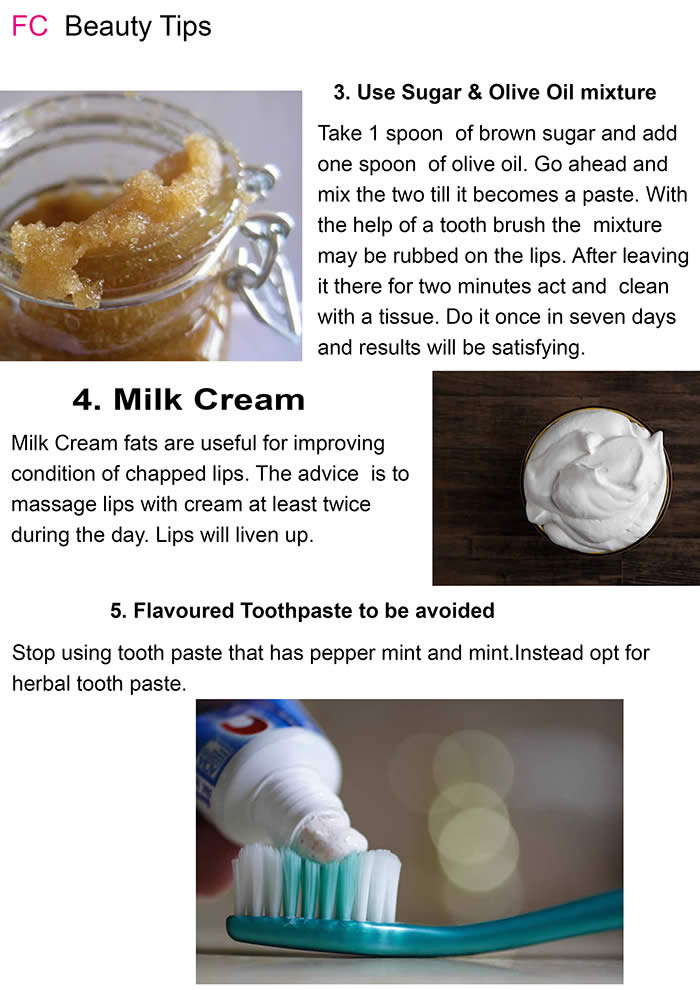 FC Beauty Tips
3. Use Sugar & Olive Oil mixture
Take 1 spoon of brown sugar and add
one spoon of olive oil. Go ahead and
mix the two till it becomes a paste. With
the help of a tooth brush the mixture
may be rubbed on the lips. After leaving
it there for two minutes act and clean
with a tissue. Do it once in seven days
and results will be satisfying.
4. Milk Cream
Milk Cream fats are useful for improving
condition of chapped lips. The advice is to
massage lips with cream at least twice
during the day. Lips will liven up.
5. Flavoured Toothpaste to be avoided
Stop using tooth paste that has pepper mint and mint.Instead opt for
herbal tooth paste.